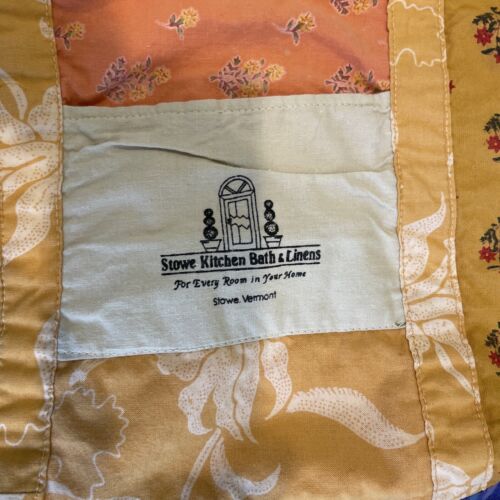 Stowe Kitchen Bath & Linens
For Every Room in Your Home
Stowe, Vermont